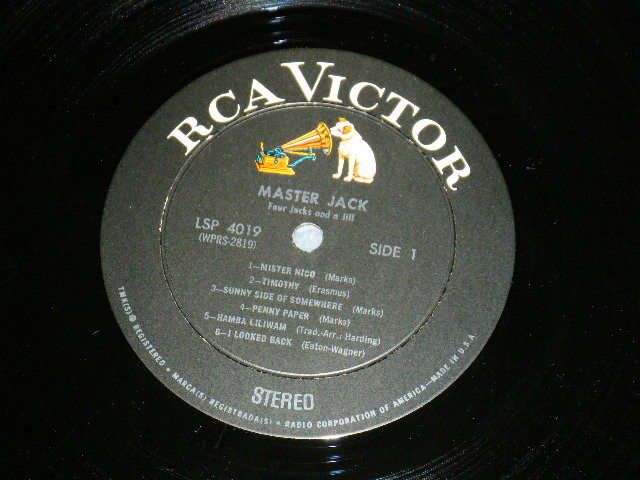 RCA VICTOR
MASTER JACK
Four Jacks and a Jill
LSP 4019
(WPRS-2819)
SIDE 1
1—MISTER NICO (Marks)
2—TIMOTHY (Erasmus)
3—SUNNY SIDE OF SOMEWHERE (Marks)
4—PENNY PAPER (Marks)
5—HAMBA LILIWAM (Trad.-Arr.: Harding)
6—I LOOKED BACK (Eaton-Wagner)
STEREO
TMK(S) ® REGISTERED • MARCA(S) REGISTRADA(S) • RADIO CORPORATION OF AMERICA—MADE IN U.S.A.